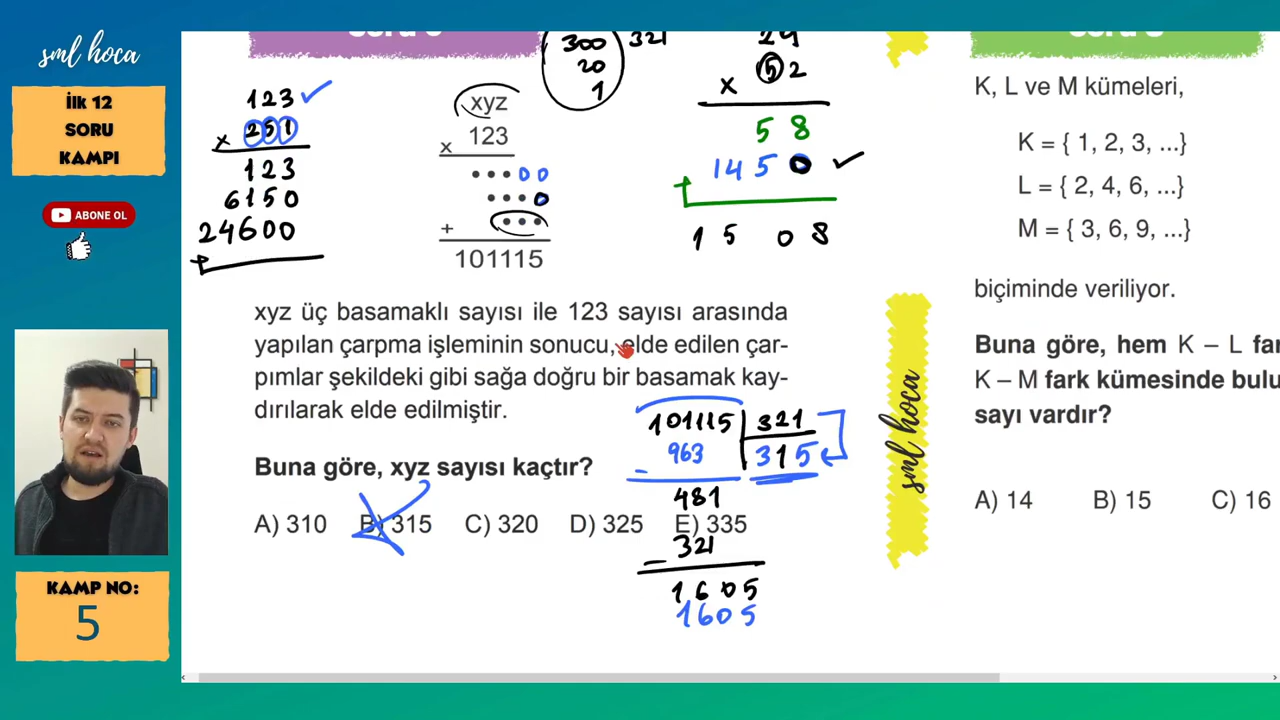 sml hoca
İlk 12
SORU
KAMPI
ABONE OL
KAMP NO:
5
123
x 251
123
6150
24600
xyz
x 123
•••00
•••0
+ •••
101115
300
20
1
321
x 52
58
1450
1508
xyz üç basamaklı sayısı ile 123 sayısı arasında
yapılan çarpma işleminin sonucu, elde edilen çar-
pımlar şekildeki gibi sağa doğru bir basamak kay-
dırılarak elde edilmiştir.
Buna göre, xyz sayısı kaçtır?
A) 310 B) 315 C) 320 D) 325 E) 335
101115 321
963 315
- 481
321
- 1605
1605
sml hoca
K, L ve M kümeleri,
K = { 1, 2, 3, ...}
L = { 2, 4, 6, ...}
M = { 3, 6, 9, ...}
biçiminde veriliyor.
Buna göre, hem K – L
K – M fark kümesinde
sayı vardır?
A) 14 B) 15 C) 16